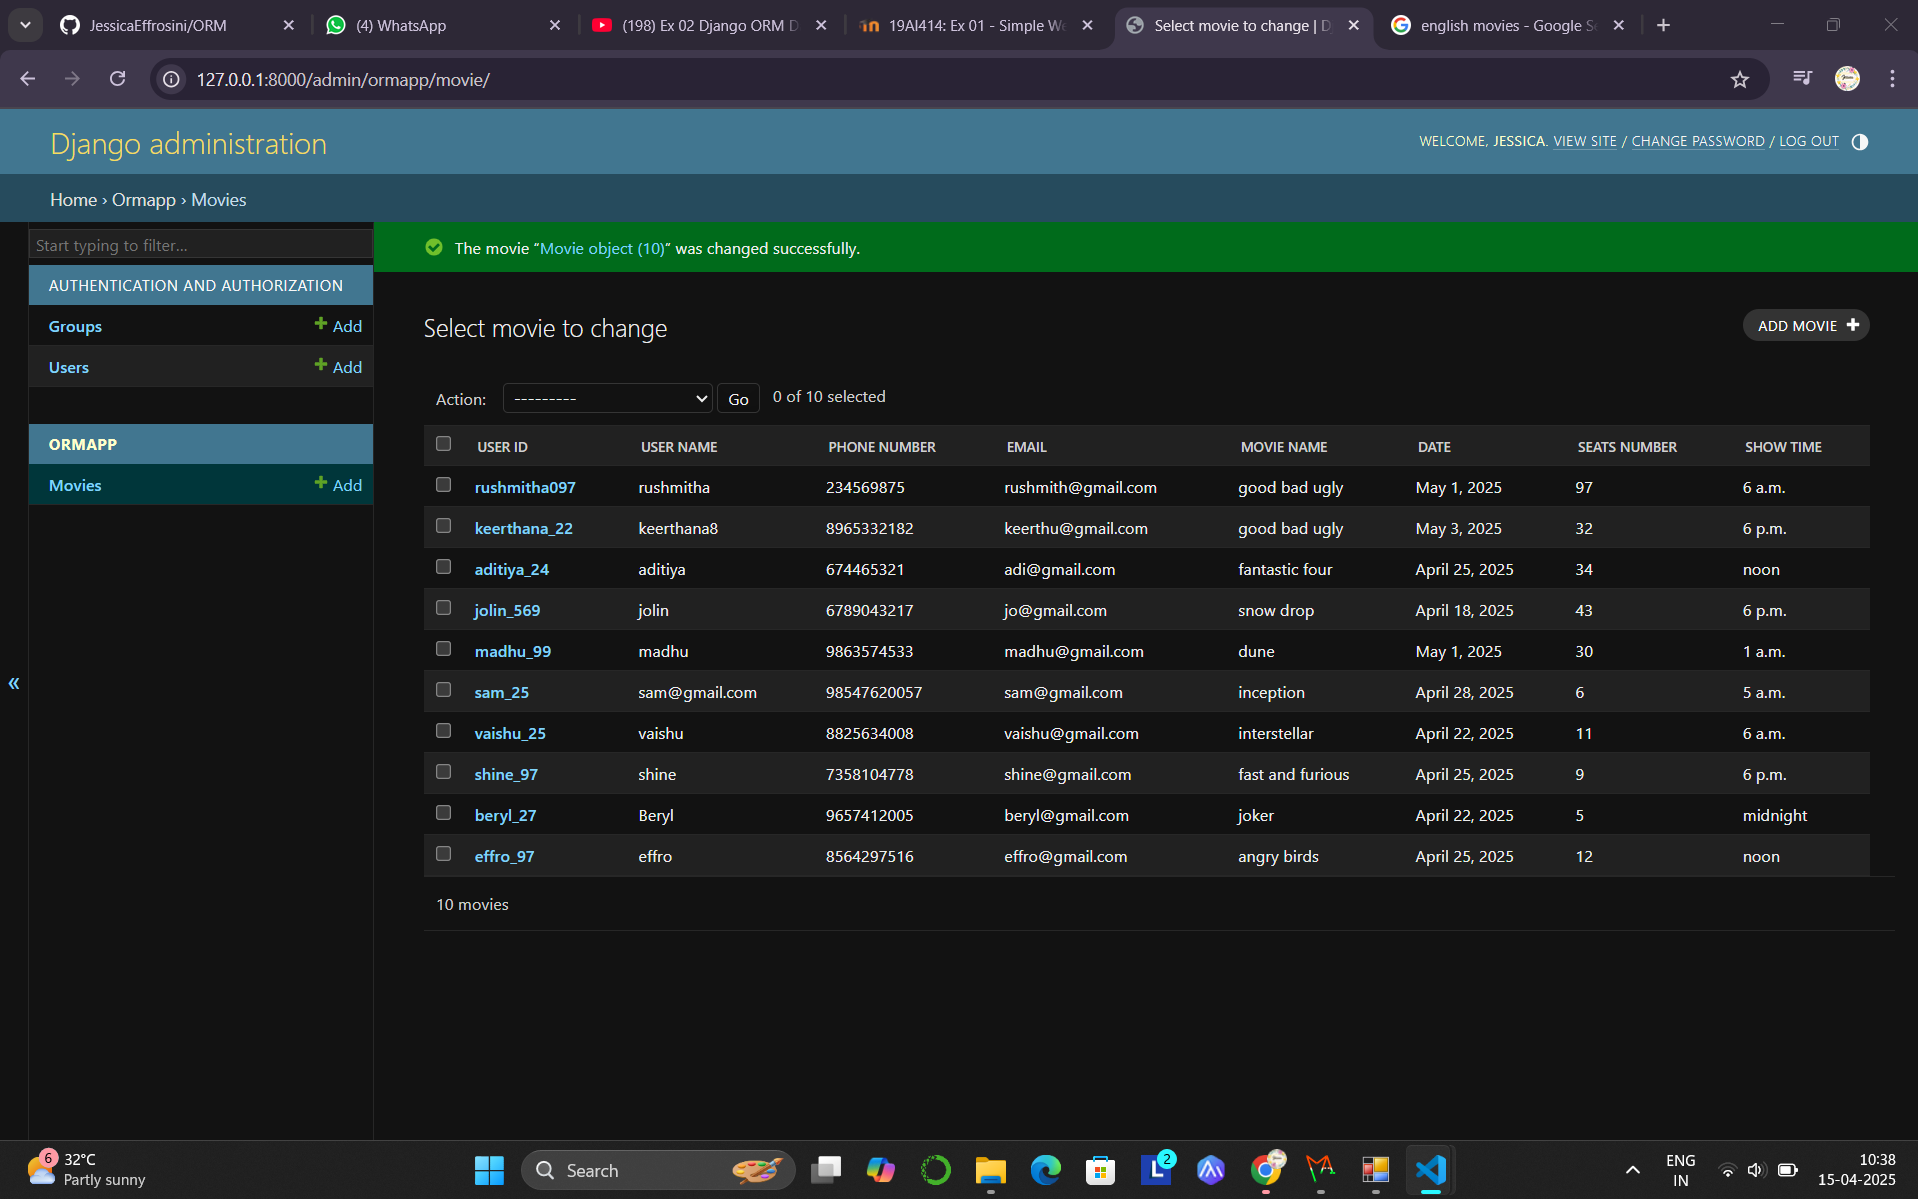 JessicaEffrosini/ORM
(4) WhatsApp
(198) Ex 02 Django ORM D
19AI414: Ex 01 - Simple We
Select movie to change | D
english movies - Google Se
127.0.0.1:8000/admin/ormapp/movie/
Django administration
WELCOME, JESSICA. VIEW SITE / CHANGE PASSWORD / LOG OUT
Home › Ormapp › Movies
Start typing to filter...
AUTHENTICATION AND AUTHORIZATION
Groups + Add
Users + Add
ORMAPP
Movies + Add
«
The movie “Movie object (10)” was changed successfully.
Select movie to change
ADD MOVIE +
Action: --------- Go 0 of 10 selected
USER ID USER NAME PHONE NUMBER EMAIL MOVIE NAME DATE SEATS NUMBER SHOW TIME
rushmitha097 rushmitha 234569875 rushmith@gmail.com good bad ugly May 1, 2025 97 6 a.m.
keerthana_22 keerthana8 8965332182 keerthu@gmail.com good bad ugly May 3, 2025 32 6 p.m.
aditiya_24 aditiya 674465321 adi@gmail.com fantastic four April 25, 2025 34 noon
jolin_569 jolin 6789043217 jo@gmail.com snow drop April 18, 2025 43 6 p.m.
madhu_99 madhu 9863574533 madhu@gmail.com dune May 1, 2025 30 1 a.m.
sam_25 sam@gmail.com 98547620057 sam@gmail.com inception April 28, 2025 6 5 a.m.
vaishu_25 vaishu 8825634008 vaishu@gmail.com interstellar April 22, 2025 11 6 a.m.
shine_97 shine 7358104778 shine@gmail.com fast and furious April 25, 2025 9 6 p.m.
beryl_27 Beryl 9657412005 beryl@gmail.com joker April 22, 2025 5 midnight
effro_97 effro 8564297516 effro@gmail.com angry birds April 25, 2025 12 noon
10 movies
6
32°C
Partly sunny
Search
L
2
ENG
IN
10:38
15-04-2025